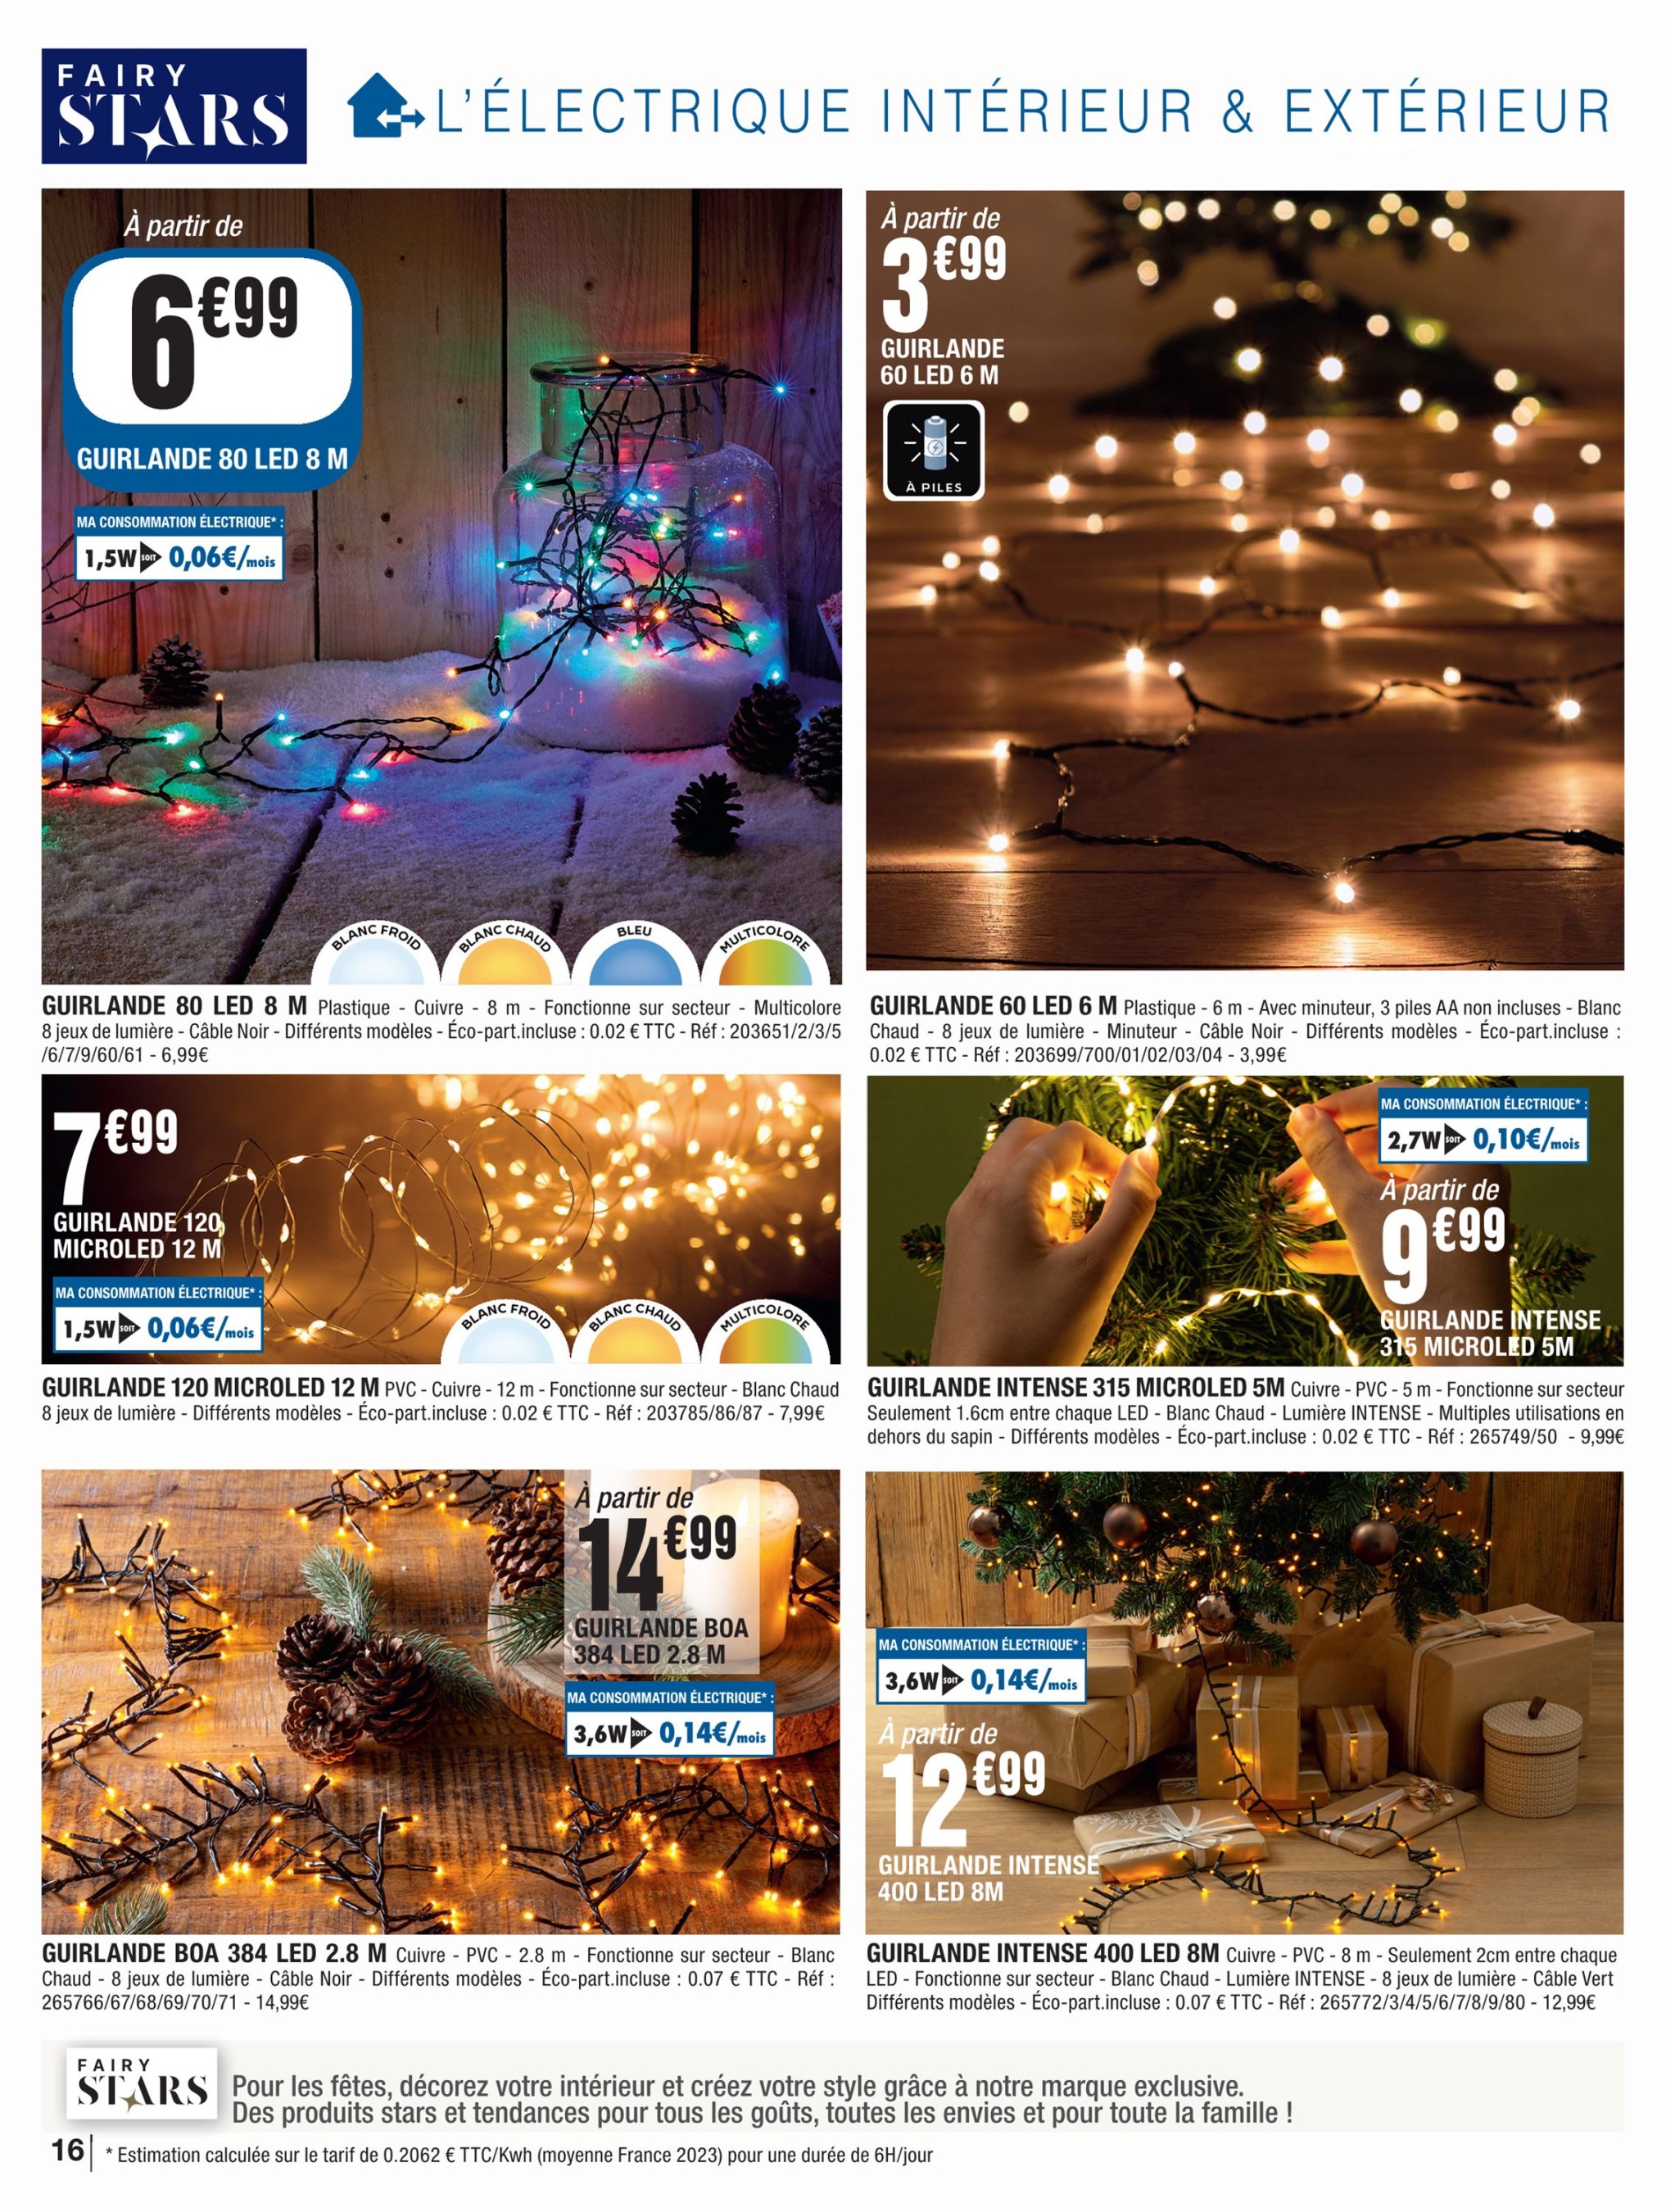 FAIRY
STARS
L'ÉLECTRIQUE INTÉRIEUR & EXTÉRIEUR
À partir de
6€99
GUIRLANDE 80 LED 8 M
MA CONSOMMATION ÉLECTRIQUE* :
1,5W SOIT 0,06€/mois
BLANC FROID
BLANC CHAUD
BLEU
MULTICOLORE
GUIRLANDE 80 LED 8 M Plastique - Cuivre - 8 m - Fonctionne sur secteur - Multicolore
8 jeux de lumière - Câble Noir - Différents modèles - Éco-part.incluse : 0.02 € TTC - Réf : 203651/2/3/5
/6/7/9/60/61 - 6,99€
À partir de
3€99
GUIRLANDE
60 LED 6 M
À PILES
GUIRLANDE 60 LED 6 M Plastique - 6 m - Avec minuteur, 3 piles AA non incluses - Blanc
Chaud - 8 jeux de lumière - Minuteur - Câble Noir - Différents modèles - Éco-part.incluse :
0.02 € TTC - Réf : 203699/700/01/02/03/04 - 3,99€
7€99
GUIRLANDE 120
MICROLED 12 M
MA CONSOMMATION ÉLECTRIQUE* :
1,5W SOIT 0,06€/mois
BLANC FROID
BLANC CHAUD
MULTICOLORE
GUIRLANDE 120 MICROLED 12 M PVC - Cuivre - 12 m - Fonctionne sur secteur - Blanc Chaud
8 jeux de lumière - Différents modèles - Éco-part.incluse : 0.02 € TTC - Réf : 203785/86/87 - 7,99€
MA CONSOMMATION ÉLECTRIQUE* :
2,7W SOIT 0,10€/mois
À partir de
9€99
GUIRLANDE INTENSE
315 MICROLED 5M
GUIRLANDE INTENSE 315 MICROLED 5M Cuivre - PVC - 5 m - Fonctionne sur secteur
Seulement 1.6cm entre chaque LED - Blanc Chaud - Lumière INTENSE - Multiples utilisations en
dehors du sapin - Différents modèles - Éco-part.incluse : 0.02 € TTC - Réf : 265749/50 - 9,99€
À partir de
14€99
GUIRLANDE BOA
384 LED 2.8 M
MA CONSOMMATION ÉLECTRIQUE* :
3,6W SOIT 0,14€/mois
GUIRLANDE BOA 384 LED 2.8 M Cuivre - PVC - 2.8 m - Fonctionne sur secteur - Blanc
Chaud - 8 jeux de lumière - Câble Noir - Différents modèles - Éco-part.incluse : 0.07 € TTC - Réf :
265766/67/68/69/70/71 - 14,99€
MA CONSOMMATION ÉLECTRIQUE* :
3,6W SOIT 0,14€/mois
À partir de
12€99
GUIRLANDE INTENSE
400 LED 8M
GUIRLANDE INTENSE 400 LED 8M Cuivre - PVC - 8 m - Seulement 2cm entre chaque
LED - Fonctionne sur secteur - Blanc Chaud - Lumière INTENSE - 8 jeux de lumière - Câble Vert
Différents modèles - Éco-part.incluse : 0.07 € TTC - Réf : 265772/3/4/5/6/7/8/9/80 - 12,99€
FAIRY
STARS
Pour les fêtes, décorez votre intérieur et créez votre style grâce à notre marque exclusive.
Des produits stars et tendances pour tous les goûts, toutes les envies et pour toute la famille !
16
* Estimation calculée sur le tarif de 0.2062 € TTC/Kwh (moyenne France 2023) pour une durée de 6H/jour